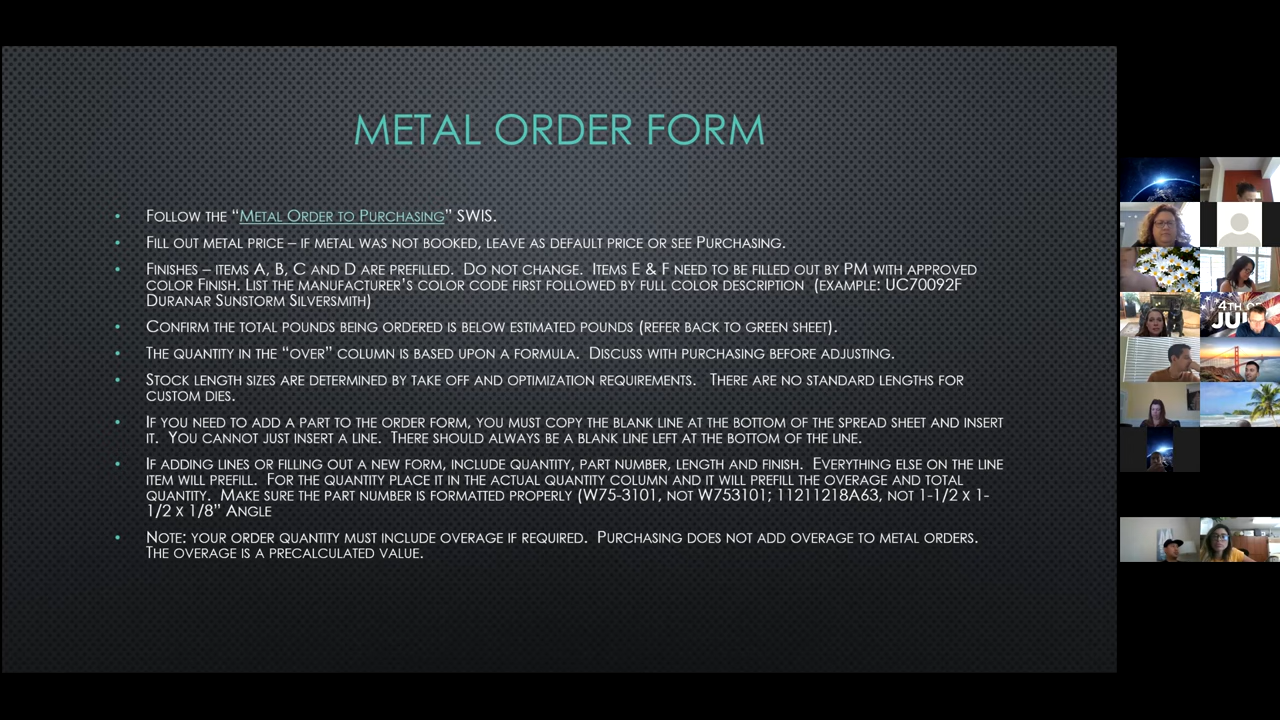 METAL ORDER FORM
• FOLLOW THE “METAL ORDER TO PURCHASING” SWIS.
• FILL OUT METAL PRICE – IF METAL WAS NOT BOOKED, LEAVE AS DEFAULT PRICE OR SEE PURCHASING.
• FINISHES – ITEMS A, B, C AND D ARE PREFILLED. DO NOT CHANGE. ITEMS E & F NEED TO BE FILLED OUT BY PM WITH APPROVED
COLOR FINISH. LIST THE MANUFACTURER’S COLOR CODE FIRST FOLLOWED BY FULL COLOR DESCRIPTION (EXAMPLE: UC70092F
DURANAR SUNSTORM SILVERSMITH)
• CONFIRM THE TOTAL POUNDS BEING ORDERED IS BELOW ESTIMATED POUNDS (REFER BACK TO GREEN SHEET).
• THE QUANTITY IN THE “OVER” COLUMN IS BASED UPON A FORMULA. DISCUSS WITH PURCHASING BEFORE ADJUSTING.
• STOCK LENGTH SIZES ARE DETERMINED BY TAKE OFF AND OPTIMIZATION REQUIREMENTS. THERE ARE NO STANDARD LENGTHS FOR
CUSTOM DIES.
• IF YOU NEED TO ADD A PART TO THE ORDER FORM, YOU MUST COPY THE BLANK LINE AT THE BOTTOM OF THE SPREAD SHEET AND INSERT
IT. YOU CANNOT JUST INSERT A LINE. THERE SHOULD ALWAYS BE A BLANK LINE LEFT AT THE BOTTOM OF THE LINE.
• IF ADDING LINES OR FILLING OUT A NEW FORM, INCLUDE QUANTITY, PART NUMBER, LENGTH AND FINISH. EVERYTHING ELSE ON THE LINE
ITEM WILL PREFILL. FOR THE QUANTITY PLACE IT IN THE ACTUAL QUANTITY COLUMN AND IT WILL PREFILL THE OVERAGE AND TOTAL
QUANTITY. MAKE SURE THE PART NUMBER IS FORMATTED PROPERLY (W75-3101, NOT W753101; 11211218A63, NOT 1-1/2 X 1-
1/2 X 1/8” ANGLE
• NOTE: YOUR ORDER QUANTITY MUST INCLUDE OVERAGE IF REQUIRED. PURCHASING DOES NOT ADD OVERAGE TO METAL ORDERS.
THE OVERAGE IS A PRECALCULATED VALUE.
4TH OF
JUL